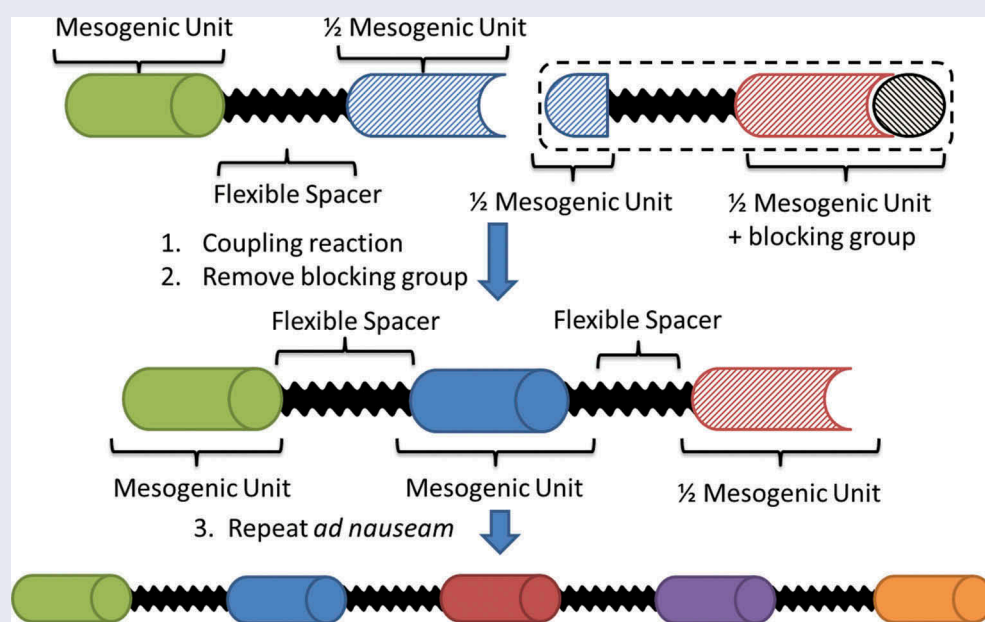 Mesogenic Unit
½ Mesogenic Unit
Flexible Spacer
½ Mesogenic Unit
½ Mesogenic Unit
+ blocking group
1. Coupling reaction
2. Remove blocking group
Flexible Spacer
Flexible Spacer
Mesogenic Unit
Mesogenic Unit
½ Mesogenic Unit
3. Repeat ad nauseam